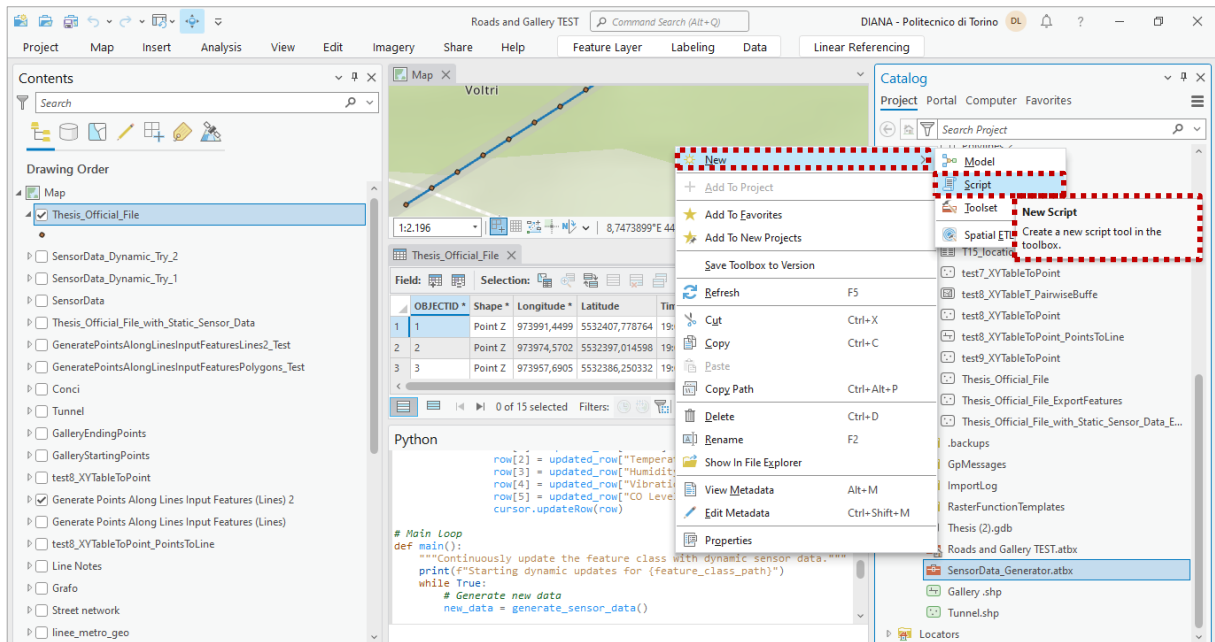 Roads and Gallery TEST
Command Search (Alt+Q)
DIANA - Politecnico di Torino
DL
?
Project Map Insert Analysis View Edit Imagery Share Help Feature Layer Labeling Data Linear Referencing
Contents
Search
Drawing Order
Map
Thesis_Official_File
SensorData_Dynamic_Try_2
SensorData_Dynamic_Try_1
SensorData
Thesis_Official_File_with_Static_Sensor_Data
GeneratePointsAlongLinesInputFeaturesLines2_Test
GeneratePointsAlongLinesInputFeaturesPolygons_Test
Conci
Tunnel
GalleryEndingPoints
GalleryStartingPoints
test8_XYTableToPoint
Generate Points Along Lines Input Features (Lines) 2
Generate Points Along Lines Input Features (Lines)
test8_XYTableToPoint_PointsToLine
Line Notes
Grafo
Street network
linee_metro_geo
Map
Voltri
1:2.196
8,7473899°E 44
Thesis_Official_File
Field: Selection:
OBJECTID * Shape * Longitude * Latitude Tim
1 1 Point Z 973991,4499 5532407,778764 19:
2 2 Point Z 973974,5702 5532397,014598 19:
3 3 Point Z 973957,6905 5532386,250332 19:
0 of 15 selected Filters:
Python
row[2] = updated_row["Tempera
row[3] = updated_row["Humidit
row[4] = updated_row["Vibrati
row[5] = updated_row["CO Leve
cursor.updateRow(row)
# Main Loop
def main():
"""Continuously update the feature class with dynamic sensor data."""
print(f"Starting dynamic updates for {feature_class_path}")
while True:
# Generate new data
new_data = generate_sensor_data()
New
Add To Project
Add To Favorites
Add To New Projects
Save Toolbox to Version
Refresh F5
Cut Ctrl+X
Copy Ctrl+C
Paste
Copy Path Ctrl+Alt+P
Delete Ctrl+D
Rename F2
Show In File Explorer
View Metadata Alt+M
Edit Metadata Ctrl+Shift+M
Properties
Model
Script
Toolset
Spatial ETL
New Script
Create a new script tool in the
toolbox.
Catalog
Project Portal Computer Favorites
Search Project
Polylines 2
T15_locatio
test7_XYTableToPoint
test8_XYTableT_PairwiseBuffe
test8_XYTableToPoint
test8_XYTableToPoint_PointsToLine
test9_XYTableToPoint
Thesis_Official_File
Thesis_Official_File_ExportFeatures
Thesis_Official_File_with_Static_Sensor_Data_E...
.backups
GpMessages
ImportLog
RasterFunctionTemplates
Thesis (2).gdb
Roads and Gallery TEST.atbx
SensorData_Generator.atbx
Gallery .shp
Tunnel.shp
Locators